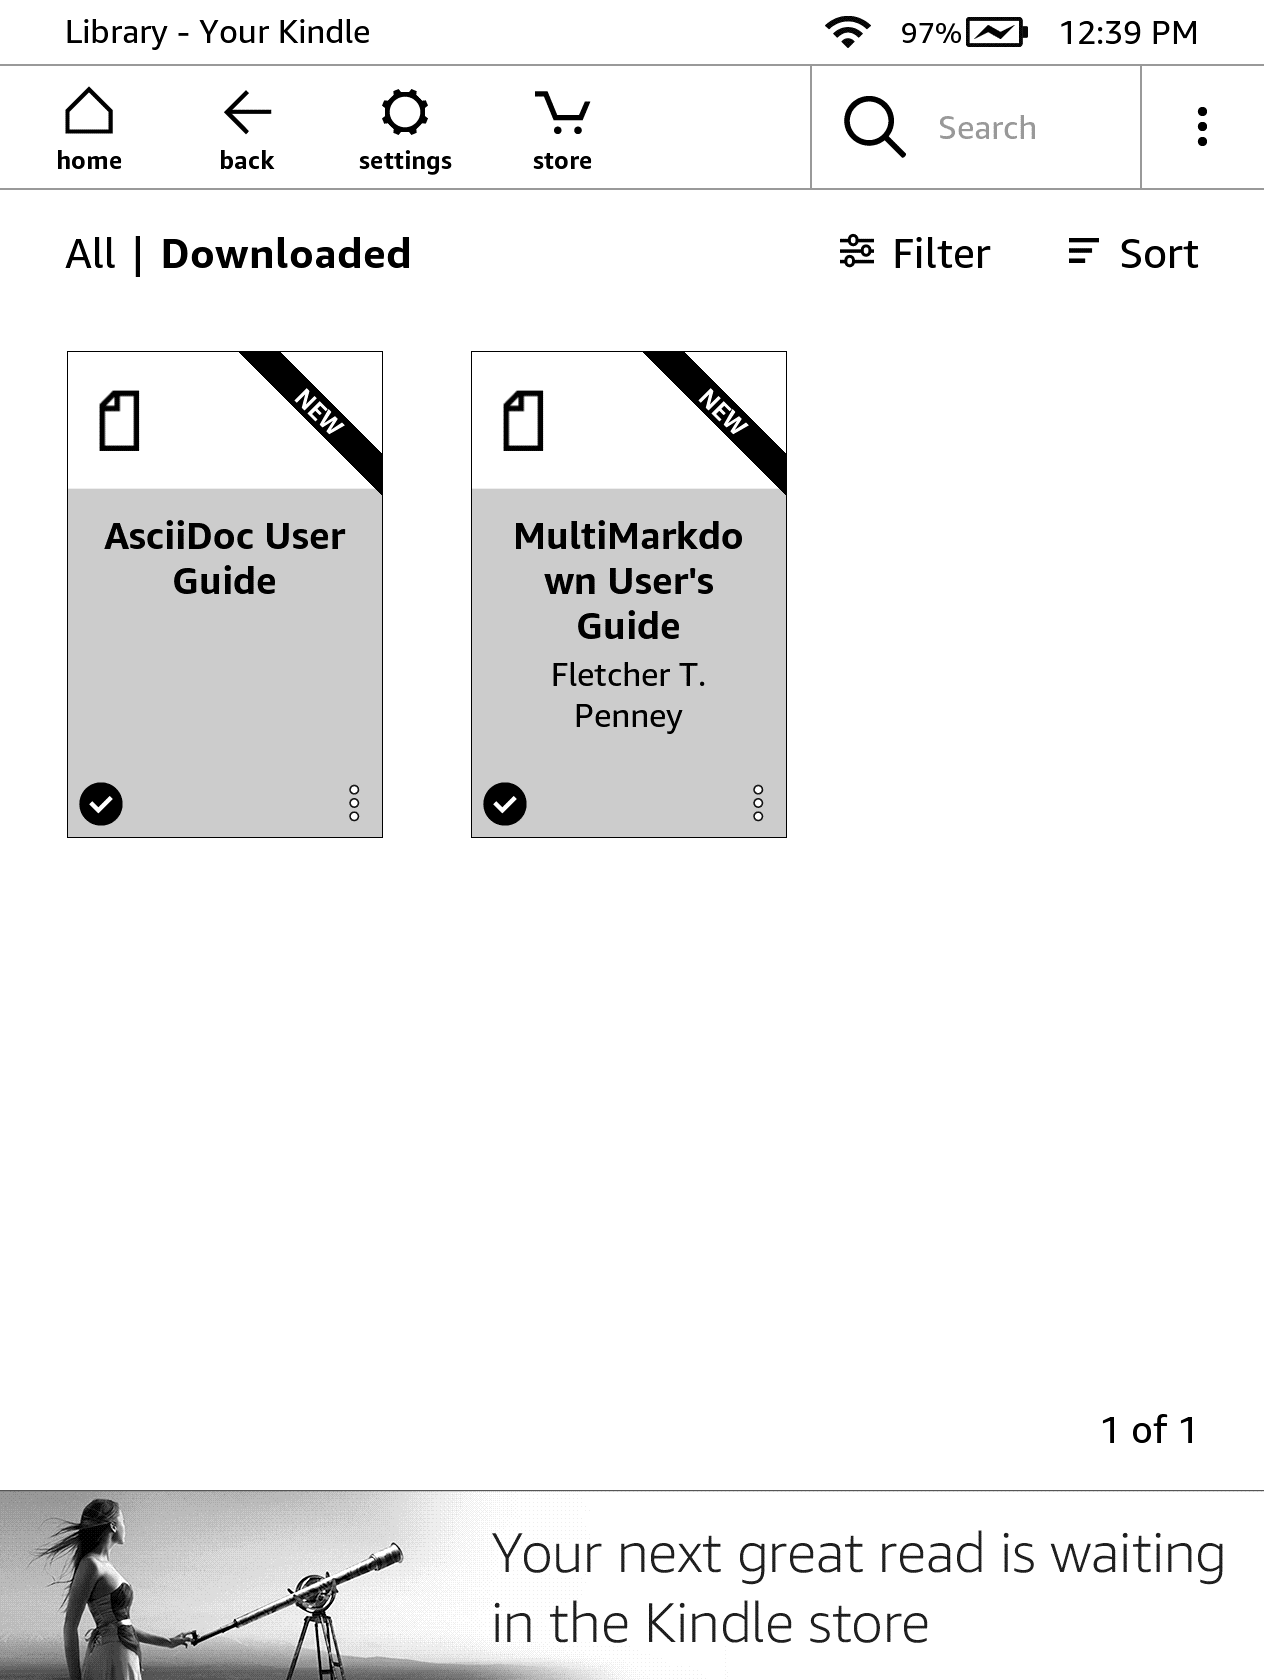 Library - Your Kindle
97%
12:39 PM
home
back
settings
store
Search
All | Downloaded
Filter
Sort
NEW
AsciiDoc User
Guide
NEW
MultiMarkdo
wn User's
Guide
Fletcher T.
Penney
1 of 1
Your next great read is waiting
in the Kindle store